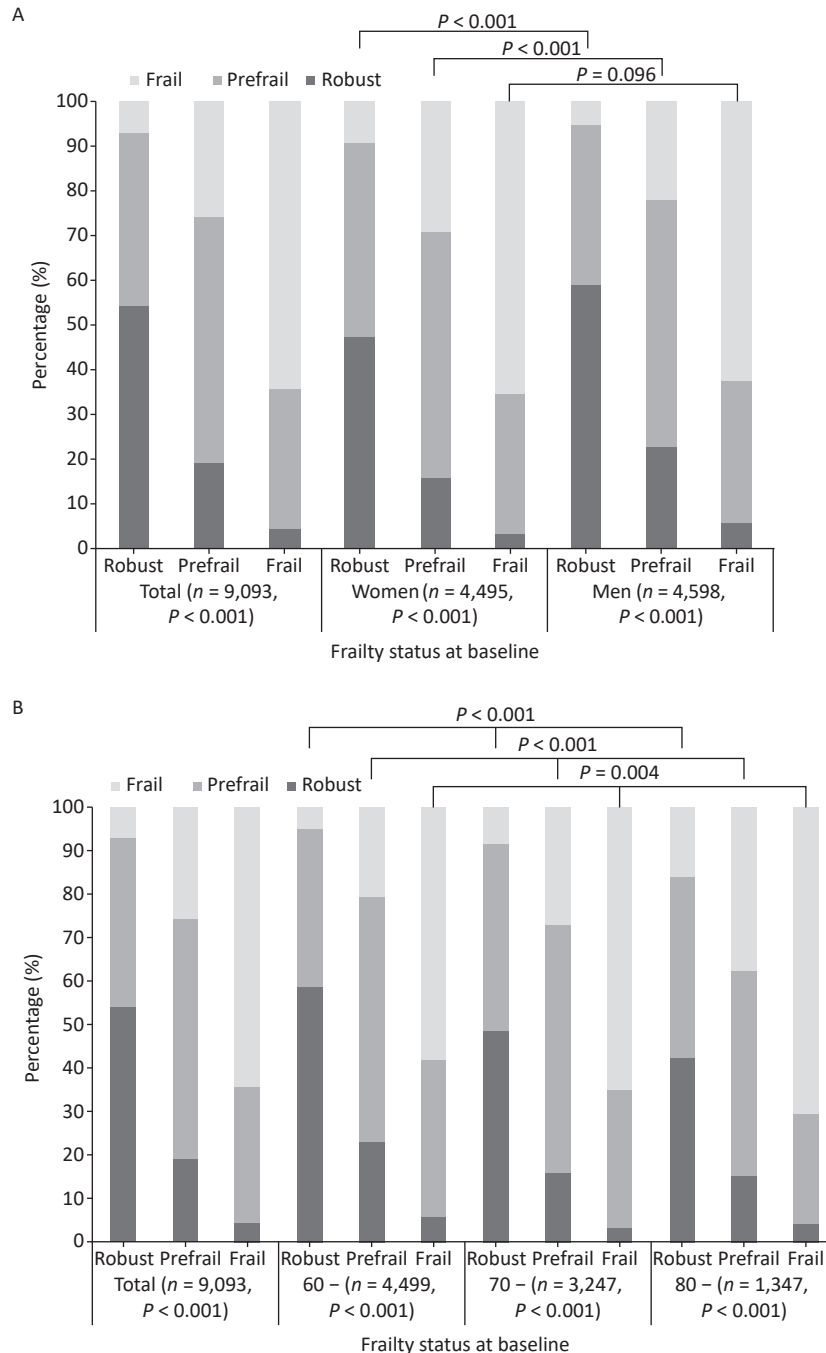 A
P < 0.001
P < 0.001
P = 0.096
Frail Prefrail Robust
100
90
80
70
60
50
40
30
20
10
0
Percentage (%)
Robust Prefrail Frail Robust Prefrail Frail Robust Prefrail Frail
Total (n = 9,093, Women (n = 4,495, Men (n = 4,598,
P < 0.001) P < 0.001) P < 0.001)
Frailty status at baseline
B
P < 0.001
P < 0.001
P = 0.004
Frail Prefrail Robust
100
90
80
70
60
50
40
30
20
10
0
Percentage (%)
Robust Prefrail Frail Robust Prefrail Frail Robust Prefrail Frail Robust Prefrail Frail
Total (n = 9,093, 60 – (n = 4,499, 70 – (n = 3,247, 80 – (n = 1,347,
P < 0.001) P < 0.001) P < 0.001) P < 0.001)
Frailty status at baseline